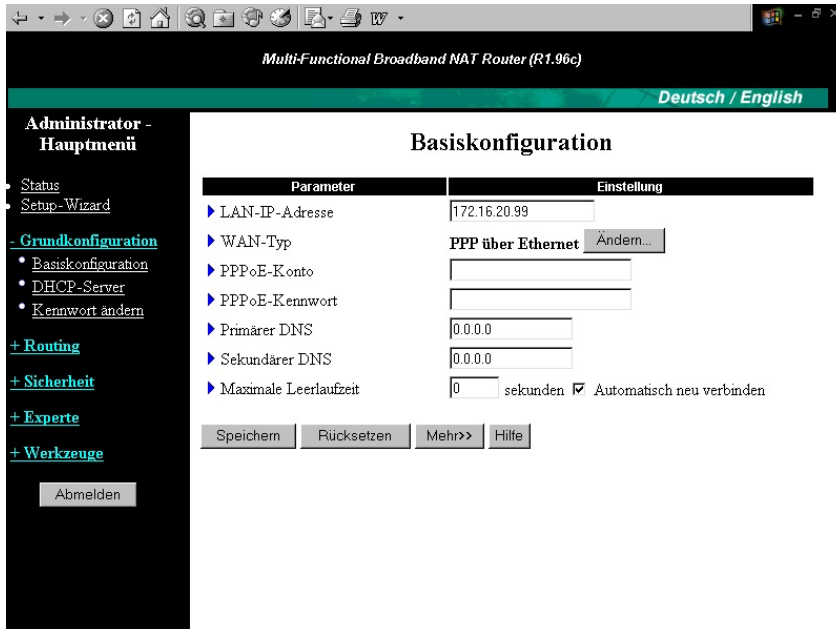 Multi-Functional Broadband NAT Router (R1.96c)
Deutsch / English
Administrator -
Hauptmenü
Status
Setup-Wizard
- Grundkonfiguration
Basiskonfiguration
DHCP-Server
Kennwort ändern
+ Routing
+ Sicherheit
+ Experte
+ Werkzeuge
Abmelden
Basiskonfiguration
Parameter Einstellung
LAN-IP-Adresse 172.16.20.99
WAN-Typ PPP über Ethernet Ändern...
PPPoE-Konto
PPPoE-Kennwort
Primärer DNS 0.0.0.0
Sekundärer DNS 0.0.0.0
Maximale Leerlaufzeit 0 sekunden Automatisch neu verbinden
Speichern Rücksetzen Mehr>> Hilfe